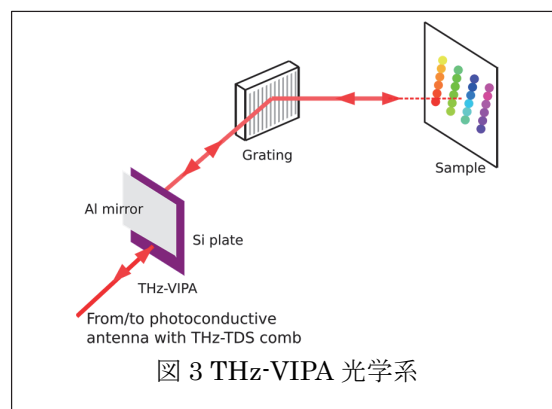 Grating
Sample
Al mirror
Si plate
THz-VIPA
From/to photoconductive
antenna with THz-TDS comb
図 3 THz-VIPA 光学系